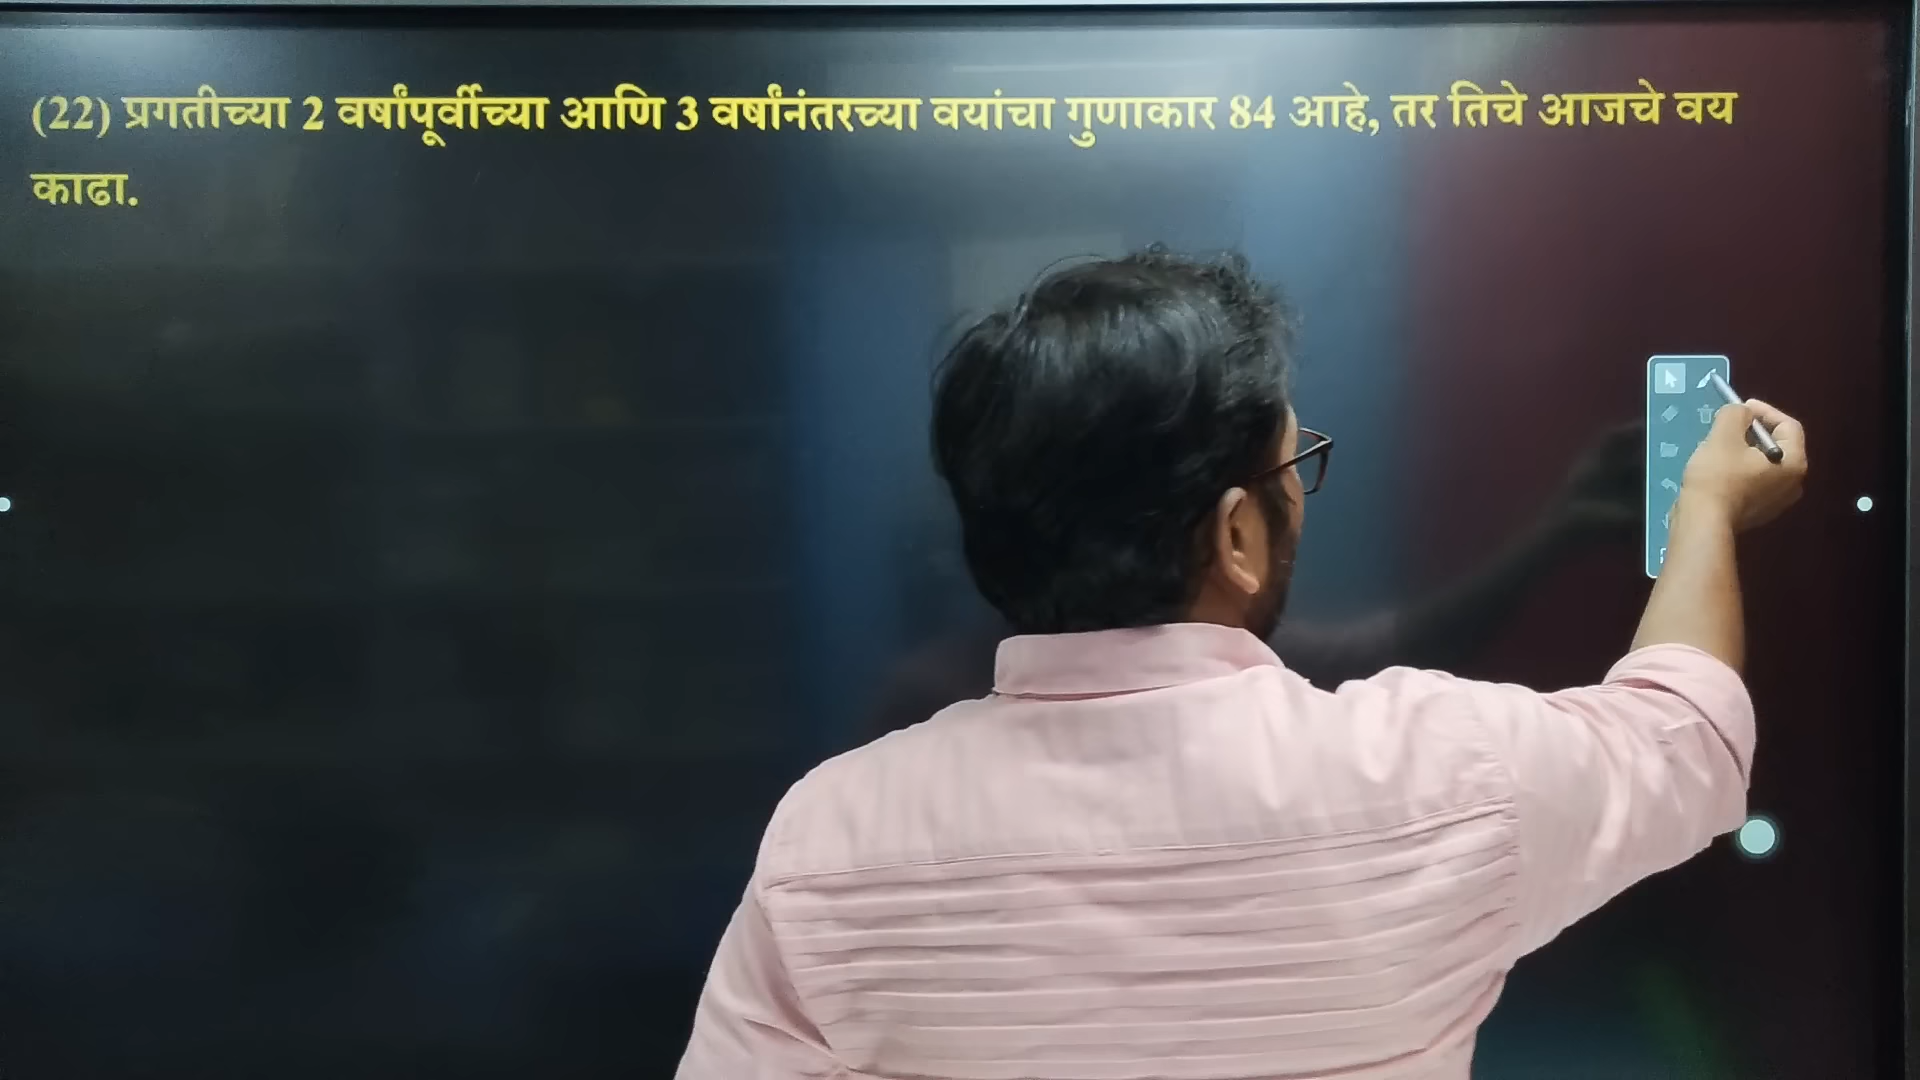 (22) प्रगतीच्या 2 वर्षांपूर्वीच्या आणि 3 वर्षांनंतरच्या वयांचा गुणाकार 84 आहे, तर तिचे आजचे वय
काढा.